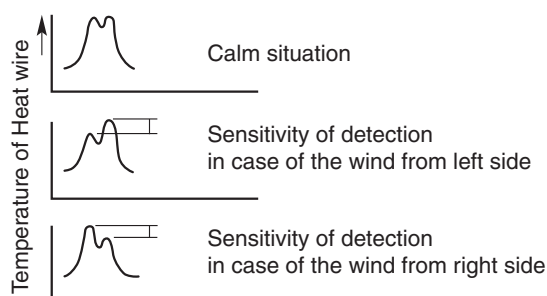 Temperature of Heat wire
Calm situation
Sensitivity of detection
in case of the wind from left side
Sensitivity of detection
in case of the wind from right side